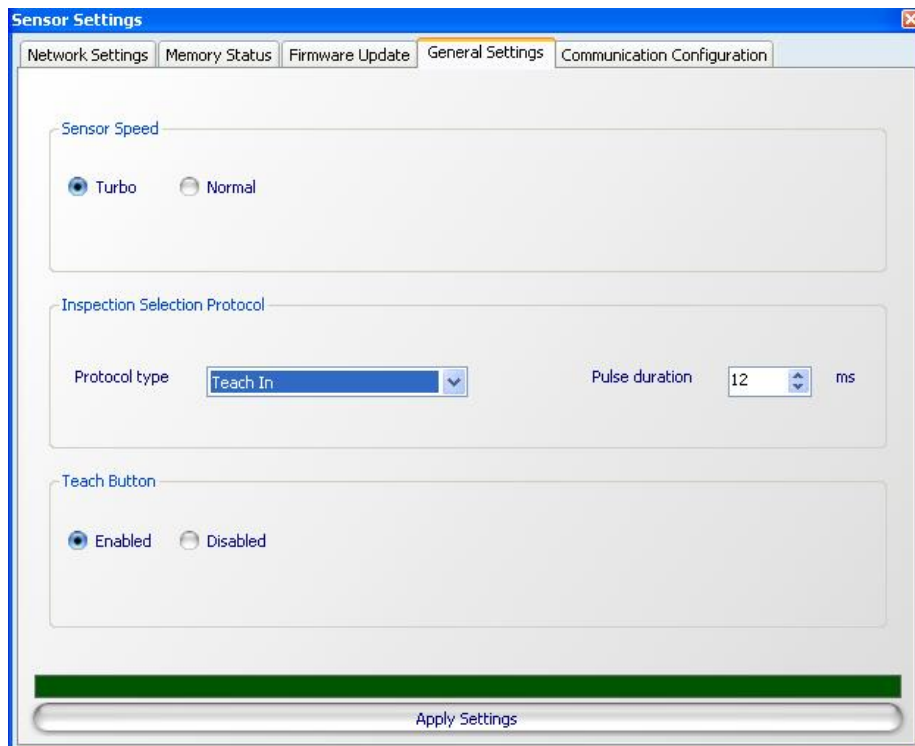 Sensor Settings
Network Settings Memory Status Firmware Update General Settings Communication Configuration
Sensor Speed
Turbo Normal
Inspection Selection Protocol
Protocol type Teach In Pulse duration 12 ms
Teach Button
Enabled Disabled
Apply Settings